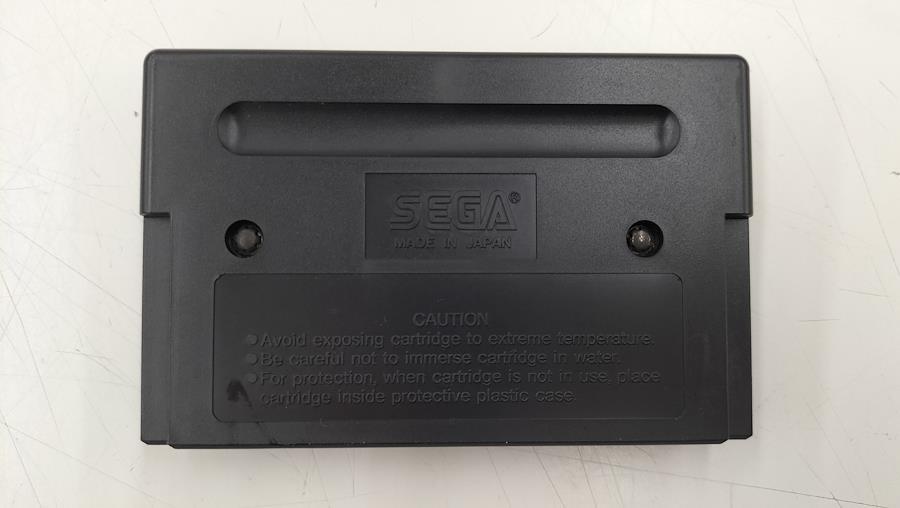 SEGA®
MADE IN JAPAN
CAUTION
●Avoid exposing cartridge to extreme temperature.
●Be careful not to immerse cartridge in water.
●For protection, when cartridge is not in use, place
cartridge inside protective plastic case.